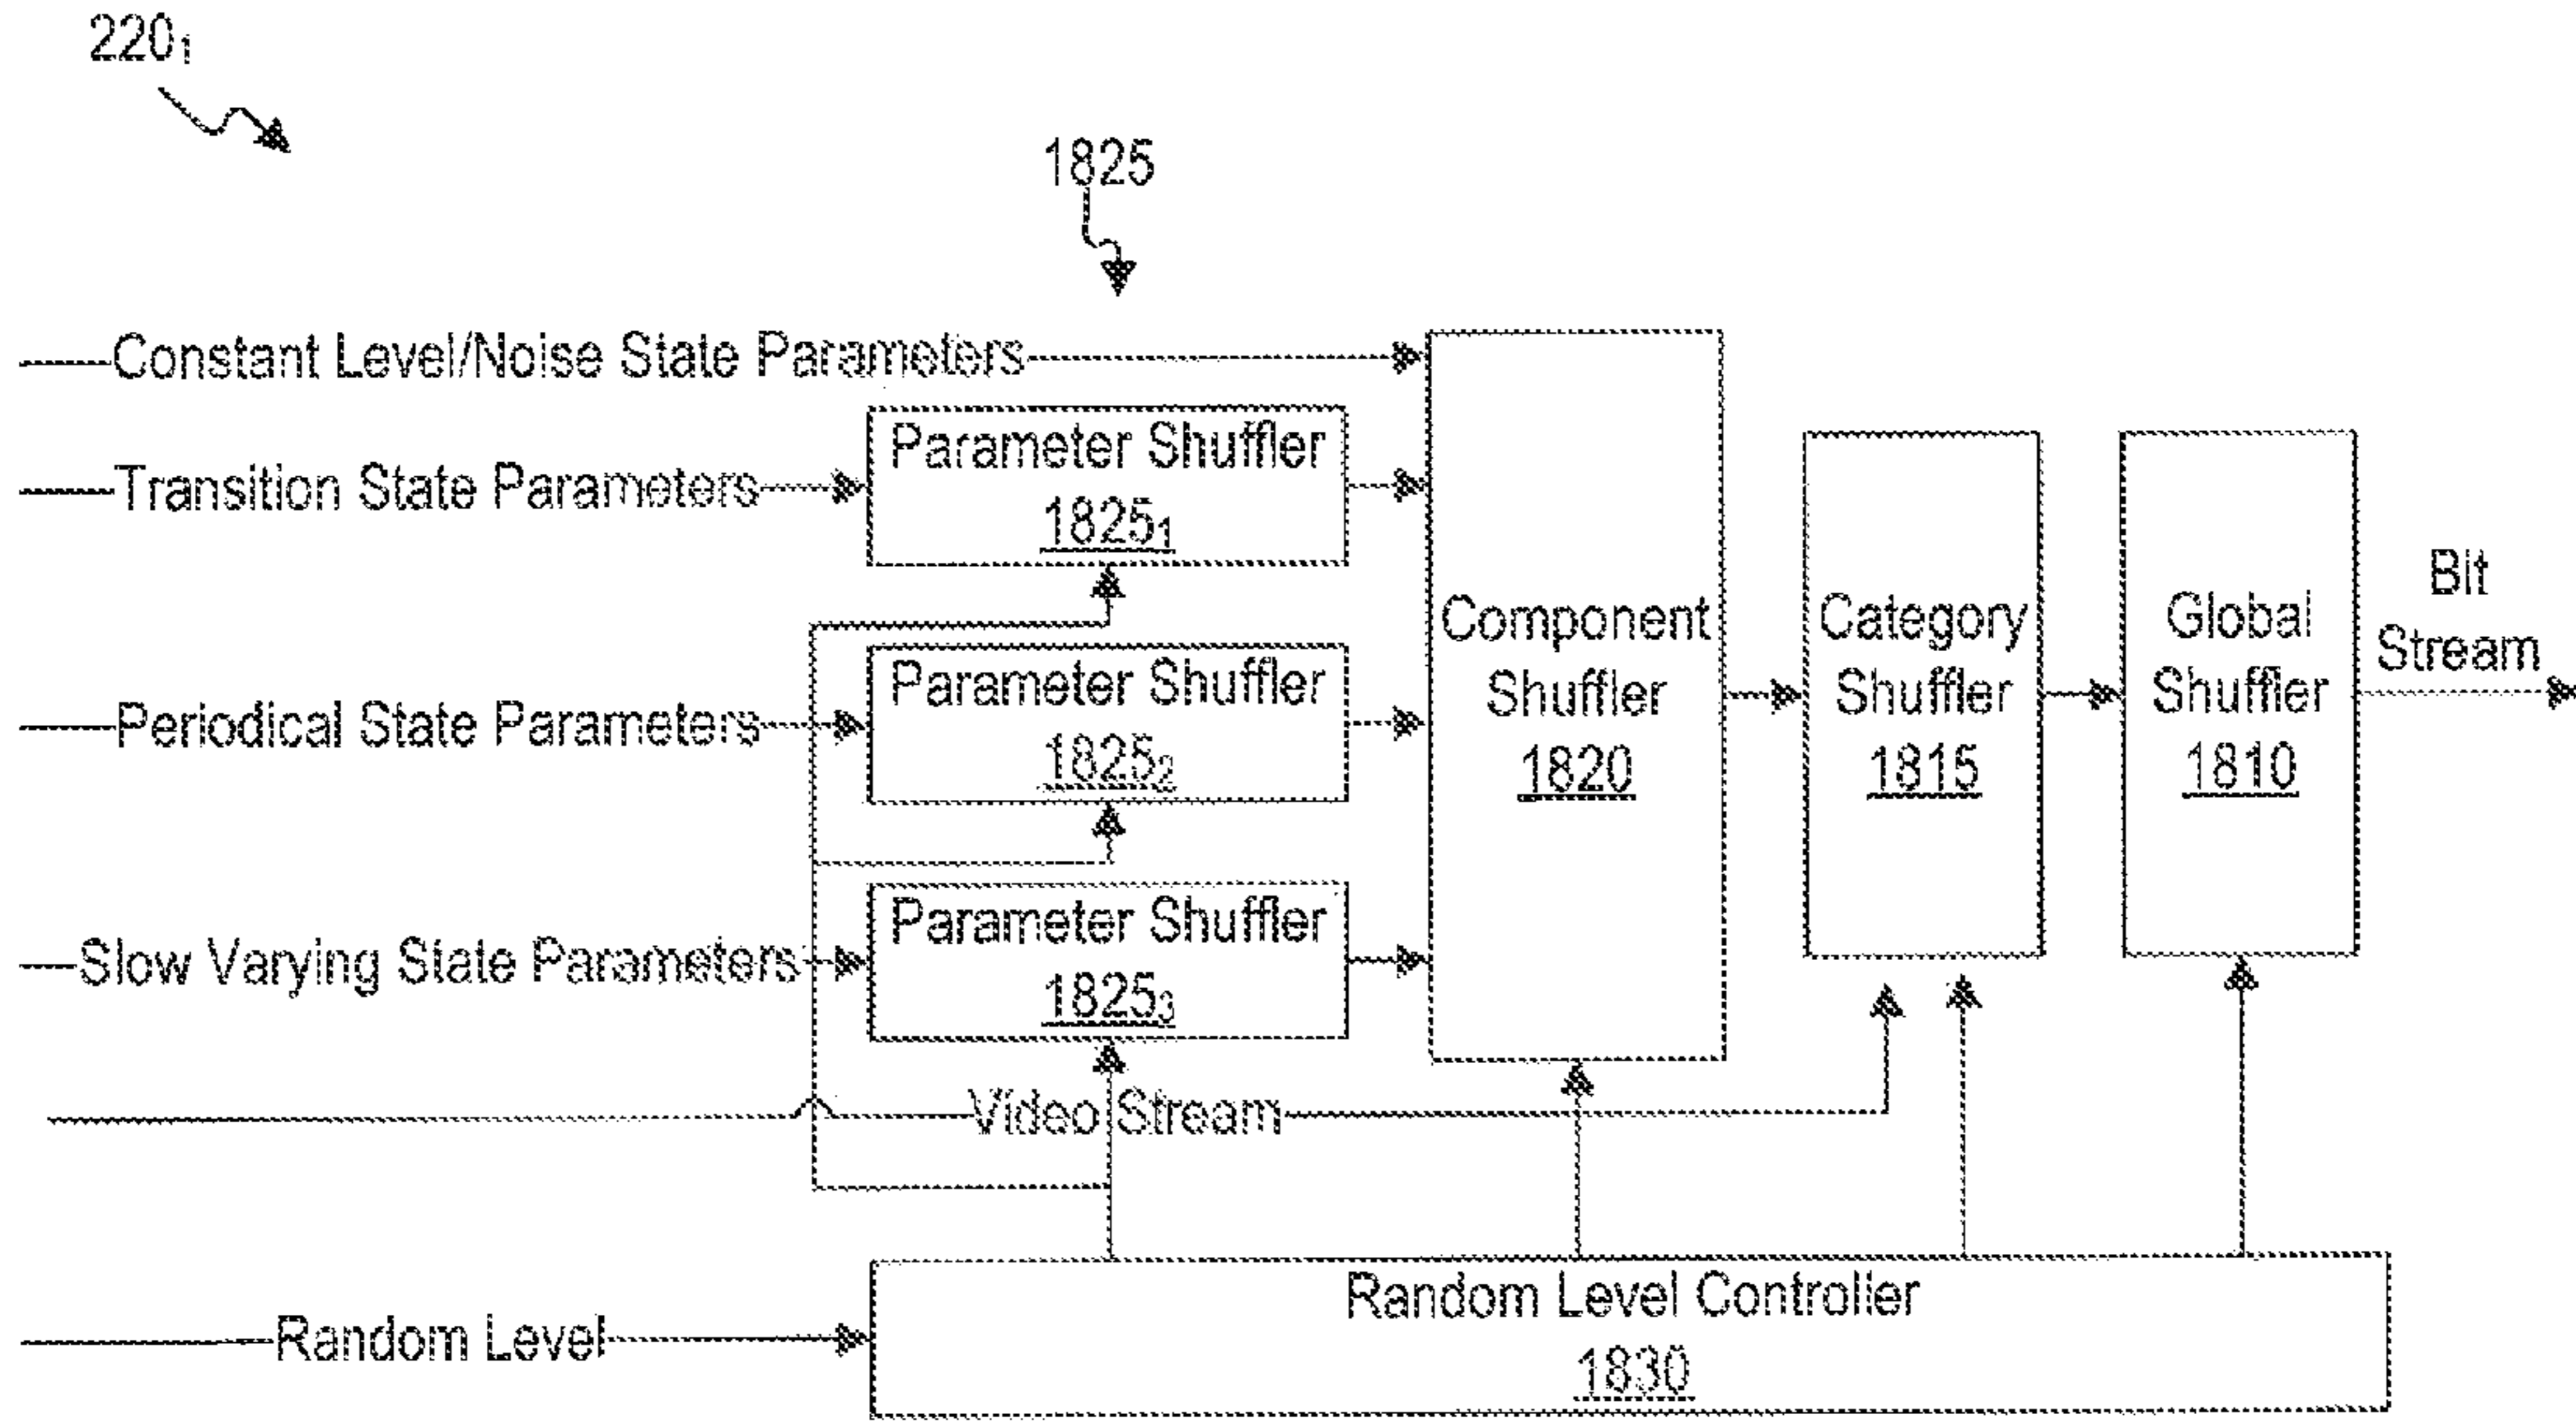 220₁
1825
Constant Level/Noise State Parameters
Transition State Parameters
Parameter Shuffler
1825₁
Periodical State Parameters
Parameter Shuffler
1825₂
Slow Varying State Parameters
Parameter Shuffler
1825₃
Component
Shuffler
1820
Category
Shuffler
1815
Global
Shuffler
1810
Bit
Stream
Video Stream
Random Level
Random Level Controller
1830